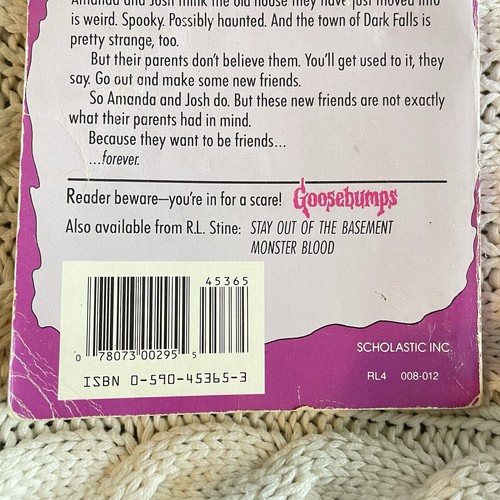 Amanda and Josh think the old house they have just moved into
is weird. Spooky. Possibly haunted. And the town of Dark Falls is
pretty strange, too.
But their parents don't believe them. You'll get used to it, they
say. Go out and make some new friends.
So Amanda and Josh do. But these new friends are not exactly
what their parents had in mind.
Because they want to be friends...
...forever.
Reader beware—you're in for a scare! Goosebumps
Also available from R.L. Stine: STAY OUT OF THE BASEMENT
MONSTER BLOOD
45365
0 78073 00295 5
ISBN 0-590-45365-3
SCHOLASTIC INC.
RL4 008-012